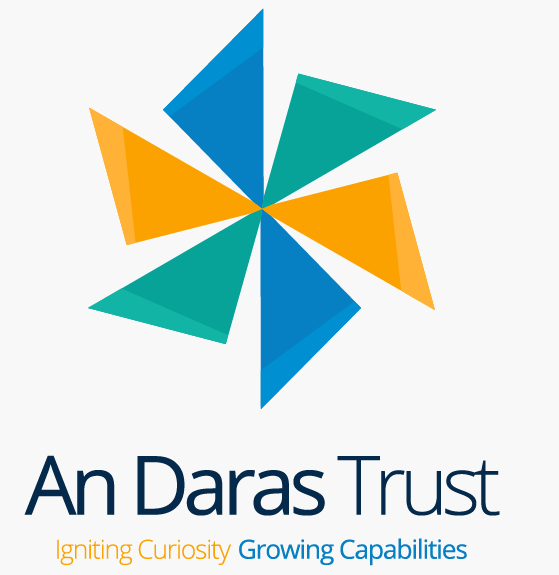 An Daras Trust
Igniting Curiosity Growing Capabilities